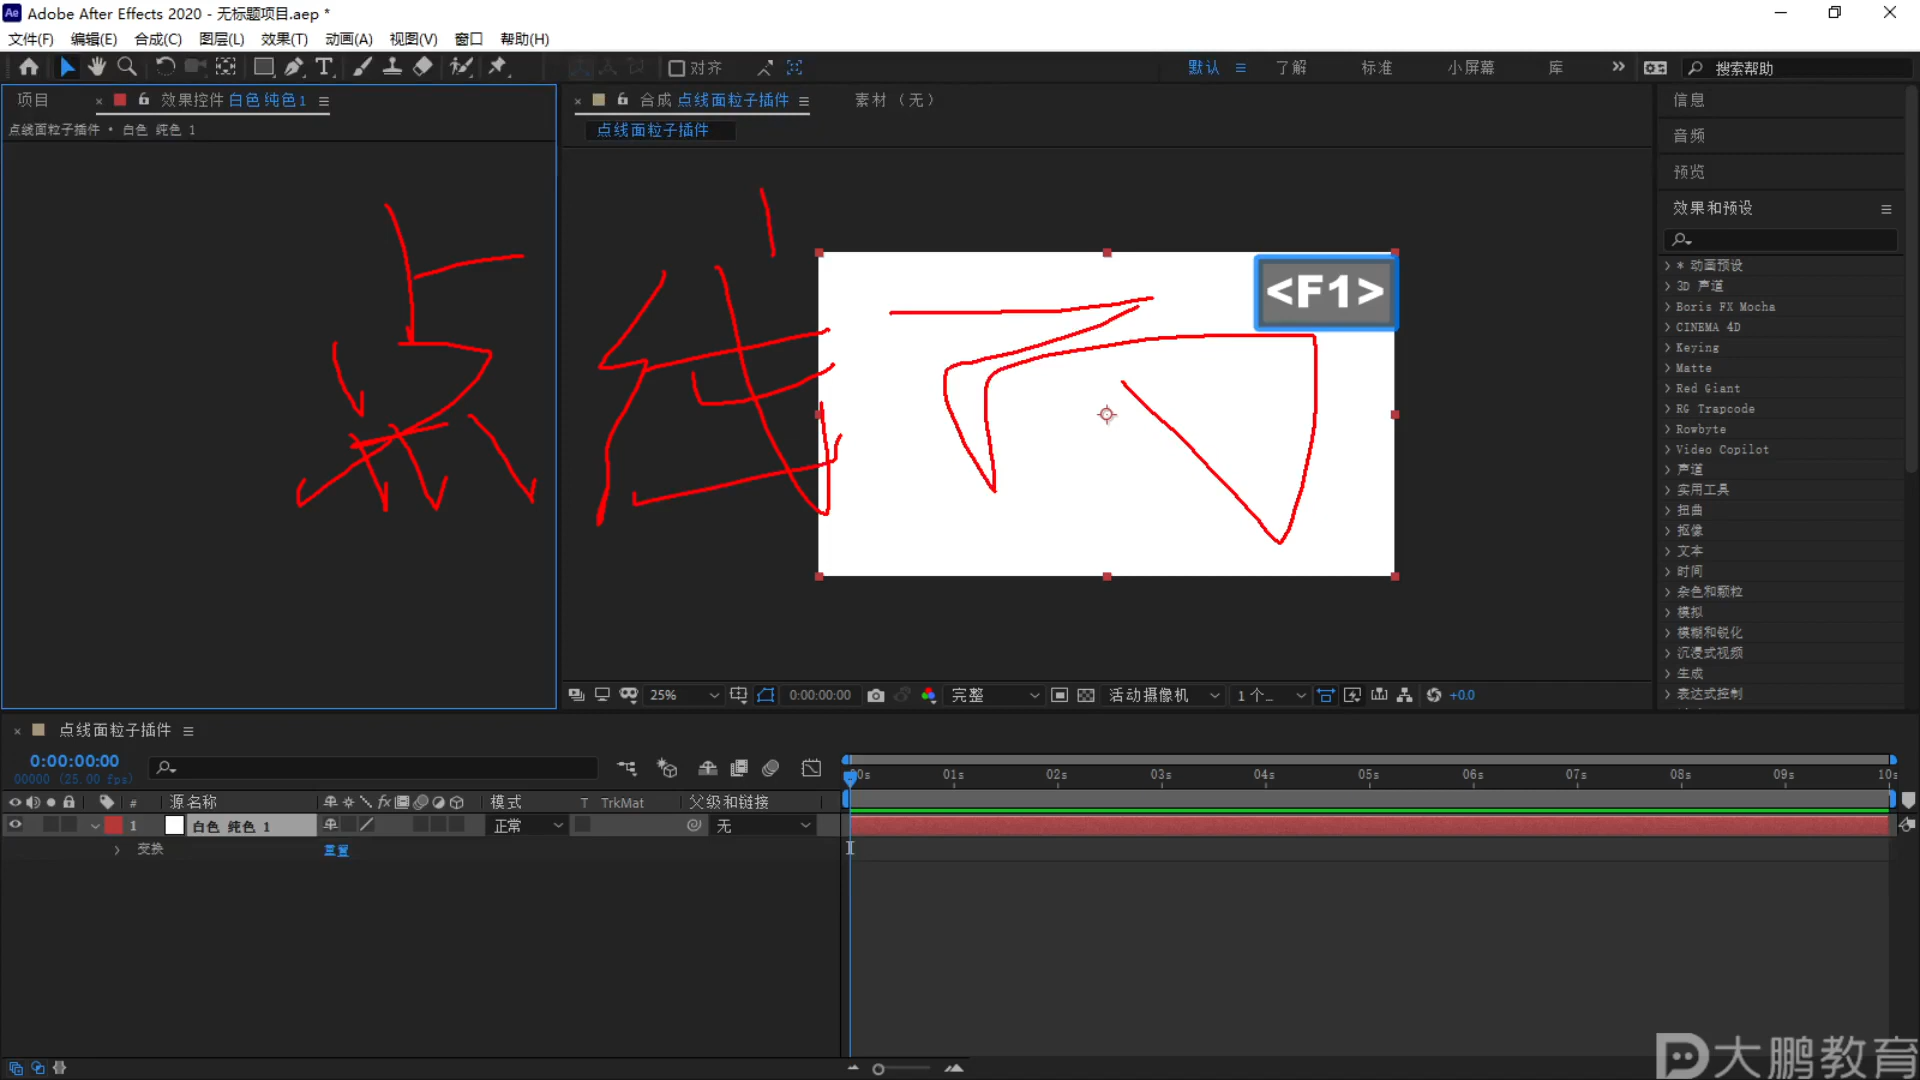 Ae Adobe After Effects 2020 - 无标题项目.aep *
文件(F) 编辑(E) 合成(C) 图层(L) 效果(T) 动画(A) 视图(V) 窗口 帮助(H)
对齐 默认 了解 标准 小屏幕 库 搜索帮助
项目 效果控件 白色 纯色 1
点线面粒子插件 • 白色 纯色 1
合成 点线面粒子插件 素材 (无)
点线面粒子插件
点 线
<F1>
信息
音频
预览
效果和预设
* 动画预设
3D 声道
Boris FX Mocha
CINEMA 4D
Keying
Matte
Red Giant
RG Trapcode
Rowbyte
Video Copilot
声道
实用工具
扭曲
抠像
文本
时间
杂色和颗粒
模拟
模糊和锐化
沉浸式视频
生成
表达式控制
25% 0:00:00:00 完整 活动摄像机 1 个... +0.0
点线面粒子插件
0:00:00:00
00000 (25.00 fps)
00s 01s 02s 03s 04s 05s 06s 07s 08s 09s 10s
# 源名称 fx 模式 T TrkMat 父级和链接
1 白色 纯色 1 正常 无
变换 重置
大鹏教育